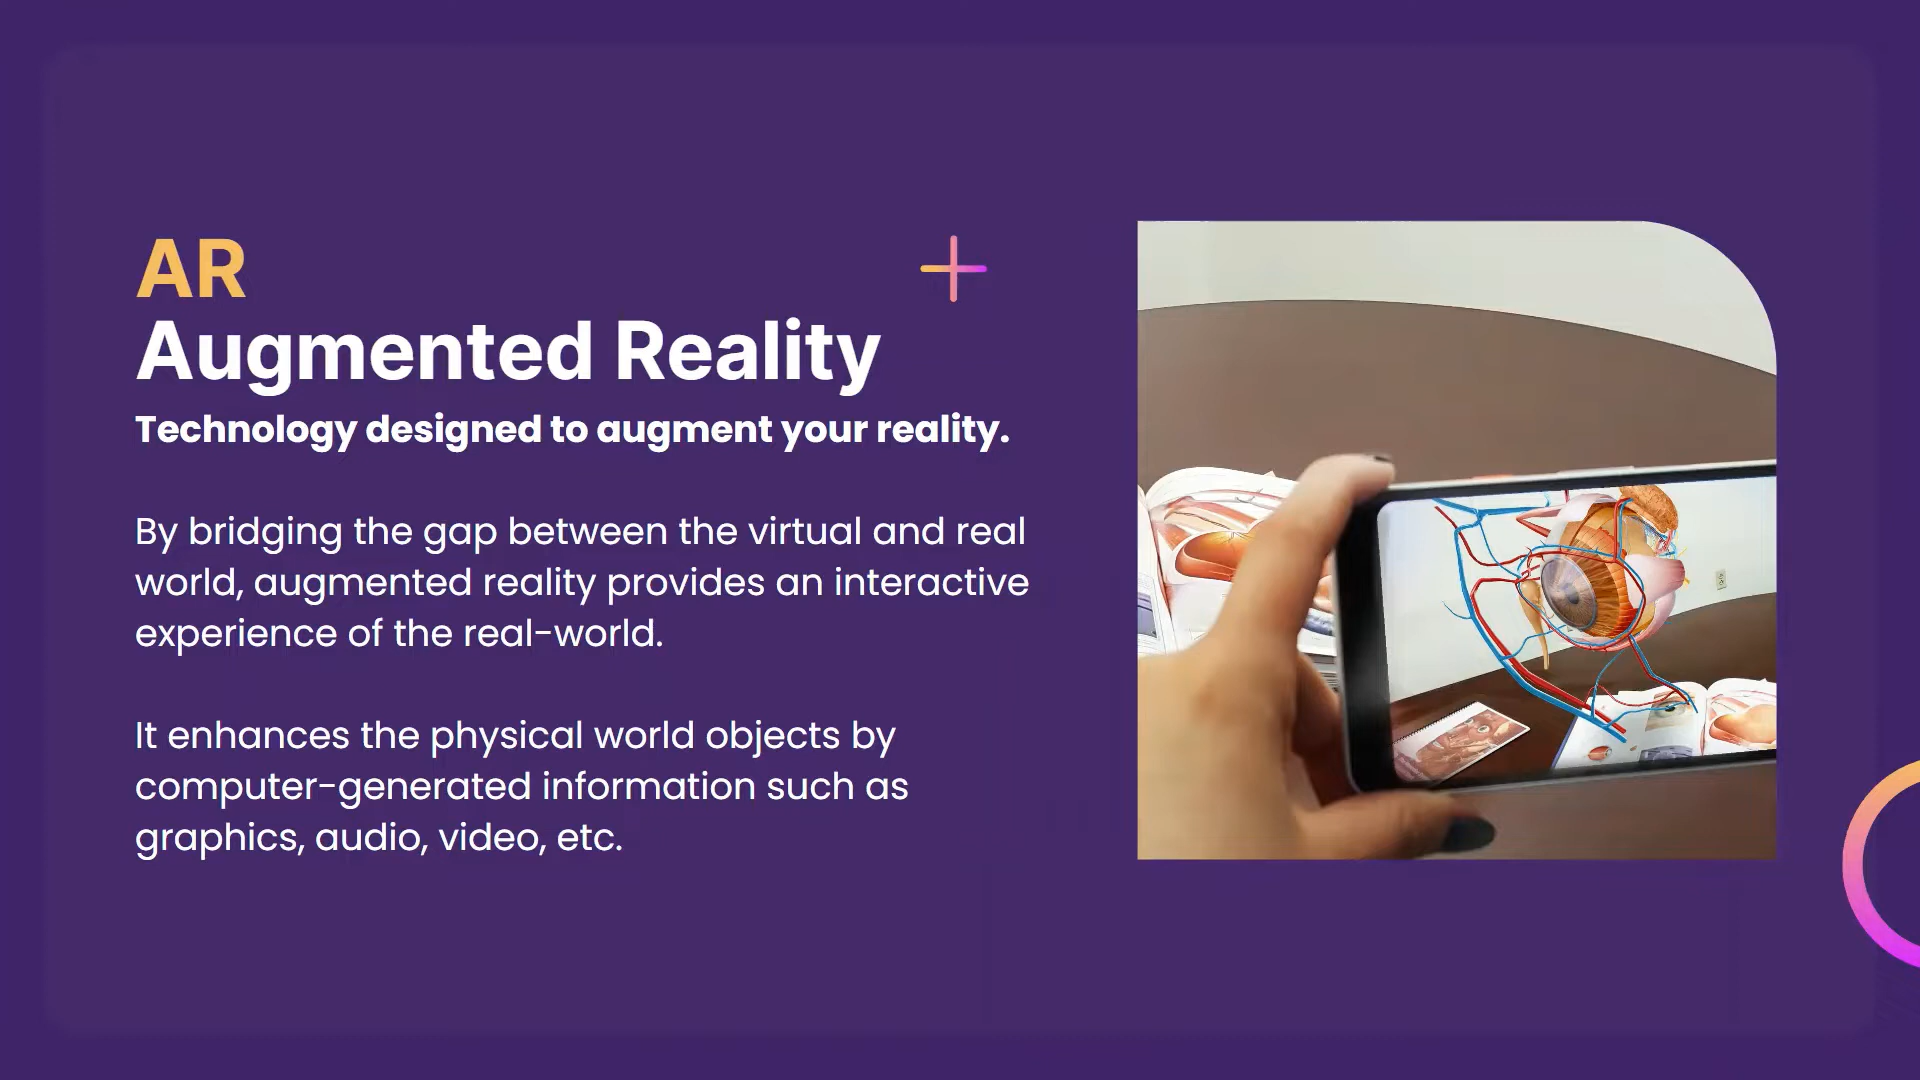 AR
Augmented Reality
Technology designed to augment your reality.
By bridging the gap between the virtual and real
world, augmented reality provides an interactive
experience of the real-world.
It enhances the physical world objects by
computer-generated information such as
graphics, audio, video, etc.